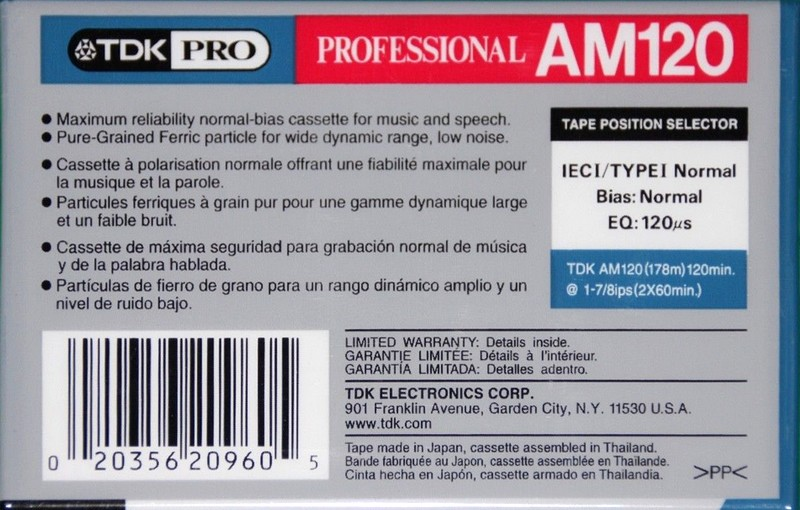 TDK PRO PROFESSIONAL AM120
● Maximum reliability normal-bias cassette for music and speech.
● Pure-Grained Ferric particle for wide dynamic range, low noise.
● Cassette à polarisation normale offrant une fiabilité maximale pour
la musique et la parole.
● Particules ferriques à grain pur pour une gamme dynamique large
et un faible bruit.
● Cassette de máxima seguridad para grabación normal de música
y de la palabra hablada.
● Partículas de fierro de grano para un rango dinámico amplio y un
nivel de ruido bajo.
TAPE POSITION SELECTOR
IECI/TYPEI Normal
Bias: Normal
EQ: 120μs
TDK AM120(178m)120min.
@ 1-7/8ips(2X60min.)
0 20356 20960 5
LIMITED WARRANTY: Details inside.
GARANTIE LIMITÉE: Détails à l'intérieur.
GARANTÍA LIMITADA: Detalles adentro.
TDK ELECTRONICS CORP.
901 Franklin Avenue, Garden City, N.Y. 11530 U.S.A.
www.tdk.com
Tape made in Japan, cassette assembled in Thailand.
Bande fabriquée au Japon, cassette assemblée en Thaïlande.
Cinta hecha en Japón, cassette armado en Thailandia.
>PP<